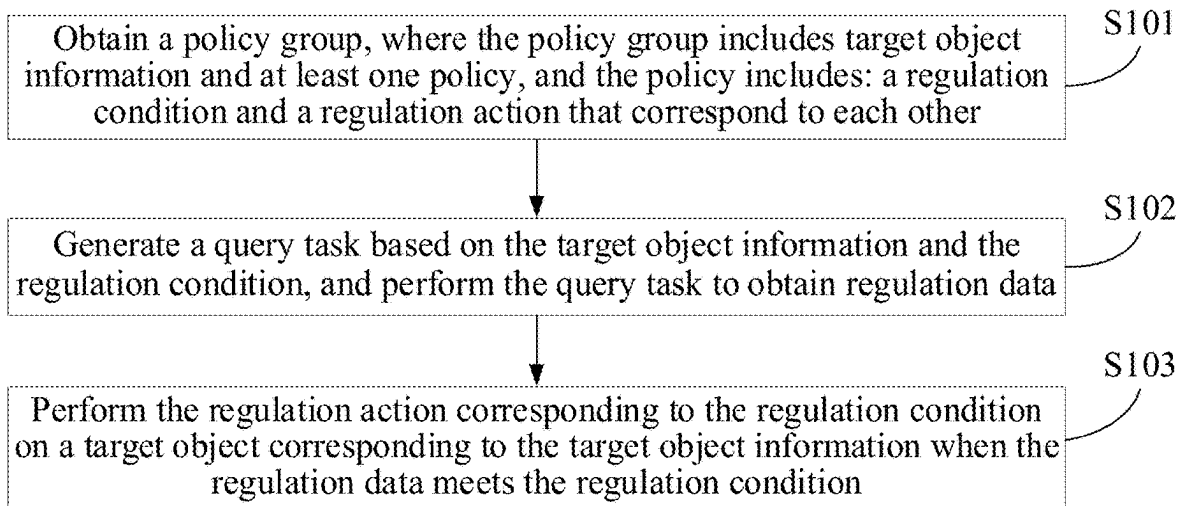 S101
Obtain a policy group, where the policy group includes target object
information and at least one policy, and the policy includes: a regulation
condition and a regulation action that correspond to each other
S102
Generate a query task based on the target object information and the
regulation condition, and perform the query task to obtain regulation data
S103
Perform the regulation action corresponding to the regulation condition
on a target object corresponding to the target object information when the
regulation data meets the regulation condition